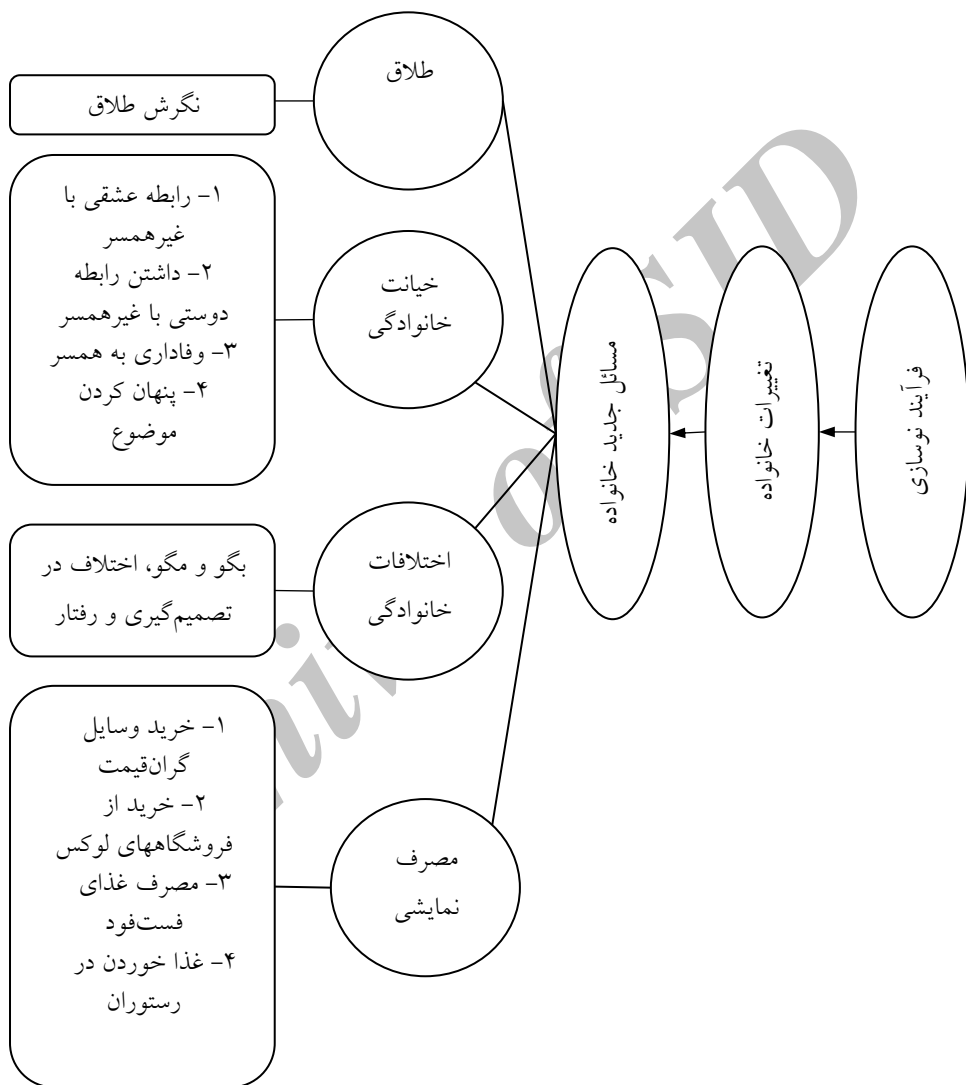 فرآیند نوسازی
تغییرات خانواده
مسائل جدید خانواده
طلاق
نگرش طلاق
خیانت
خانوادگی
۱- رابطه عشقی با
غیرهمسر
۲- داشتن رابطه
دوستی با غیرهمسر
۳- وفاداری به همسر
۴- پنهان کردن
موضوع
اختلافات
خانوادگی
بگو و مگو، اختلاف در
تصمیم‌گیری و رفتار
مصرف
نمایشی
۱- خرید وسایل
گران‌قیمت
۲- خرید از
فروشگاههای لوکس
۳- مصرف غذای
فست‌فود
۴- غذا خوردن در
رستوران
of SID